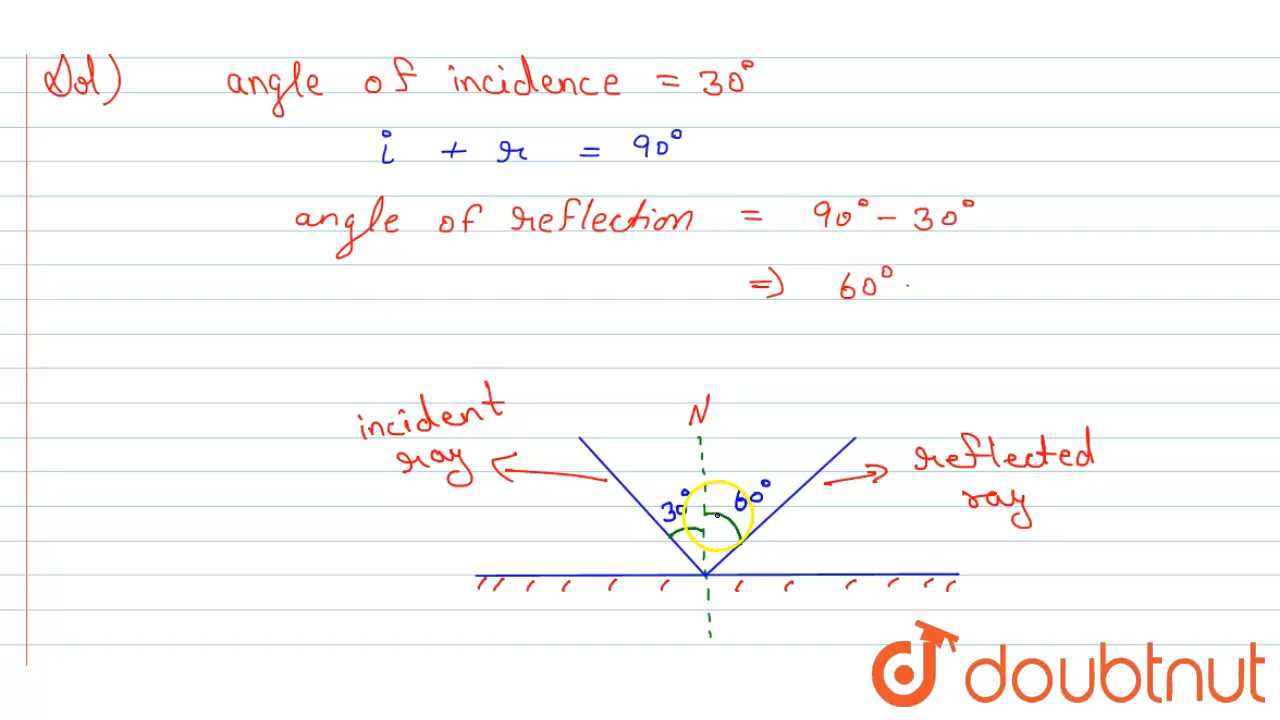 Sol) angle of incidence = 30°
i + r = 90°
angle of reflection = 90° - 30°
=) 60°.
incident
ray
N
reflected
ray
30°
60°
doubtnut